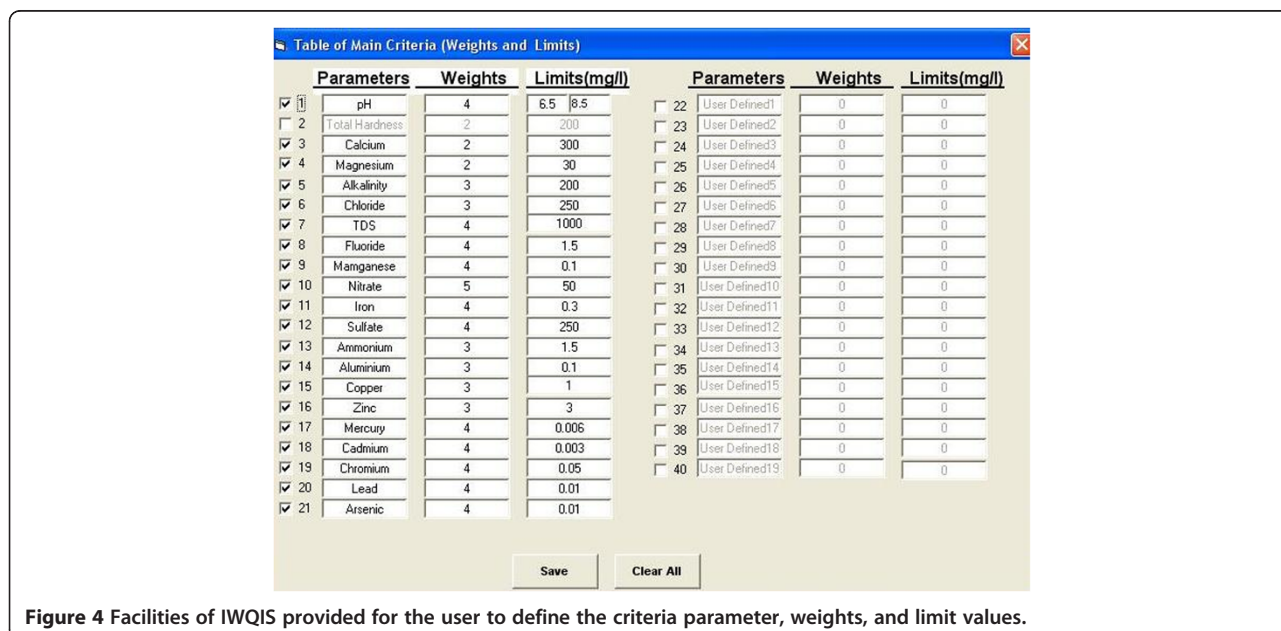 Table of Main Criteria (Weights and Limits)
Parameters Weights Limits(mg/l) Parameters Weights Limits(mg/l)
1 pH 4 6.5 8.5 22 User Defined1 0 0
2 Total Hardness 2 200 23 User Defined2 0 0
3 Calcium 2 300 24 User Defined3 0 0
4 Magnesium 2 30 25 User Defined4 0 0
5 Alkalinity 3 200 26 User Defined5 0 0
6 Chloride 3 250 27 User Defined6 0 0
7 TDS 4 1000 28 User Defined7 0 0
8 Fluoride 4 1.5 29 User Defined8 0 0
9 Mamganese 4 0.1 30 User Defined9 0 0
10 Nitrate 5 50 31 User Defined10 0 0
11 Iron 4 0.3 32 User Defined11 0 0
12 Sulfate 4 250 33 User Defined12 0 0
13 Ammonium 3 1.5 34 User Defined13 0 0
14 Aluminium 3 0.1 35 User Defined14 0 0
15 Copper 3 1 36 User Defined15 0 0
16 Zinc 3 3 37 User Defined16 0 0
17 Mercury 4 0.006 38 User Defined17 0 0
18 Cadmium 4 0.003 39 User Defined18 0 0
19 Chromium 4 0.05 40 User Defined19 0 0
20 Lead 4 0.01
21 Arsenic 4 0.01
Save Clear All
Figure 4 Facilities of IWQIS provided for the user to define the criteria parameter, weights, and limit values.